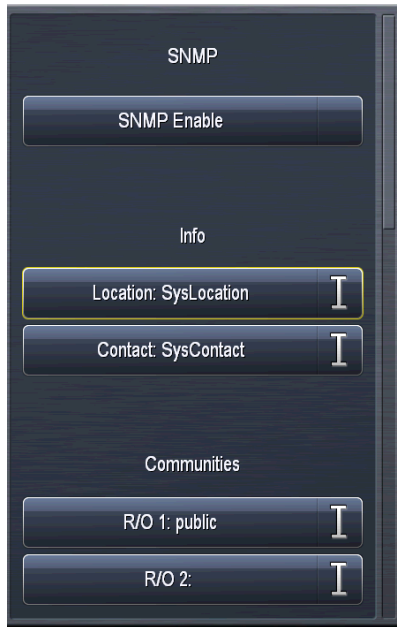 SNMP
SNMP Enable
Info
Location: SysLocation
Contact: SysContact
Communities
R/O 1: public
R/O 2: